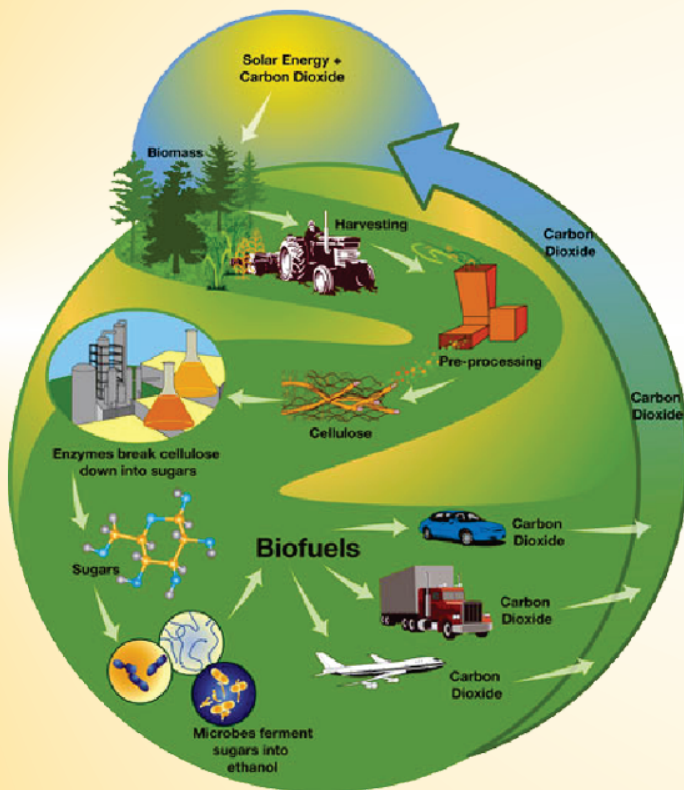 Solar Energy +
Carbon Dioxide
Biomass
Harvesting
Carbon
Dioxide
Pre-processing
Carbon
Dioxide
Cellulose
Enzymes break cellulose
down into sugars
Sugars
Biofuels
Carbon
Dioxide
Carbon
Dioxide
Carbon
Dioxide
Microbes ferment
sugars into
ethanol